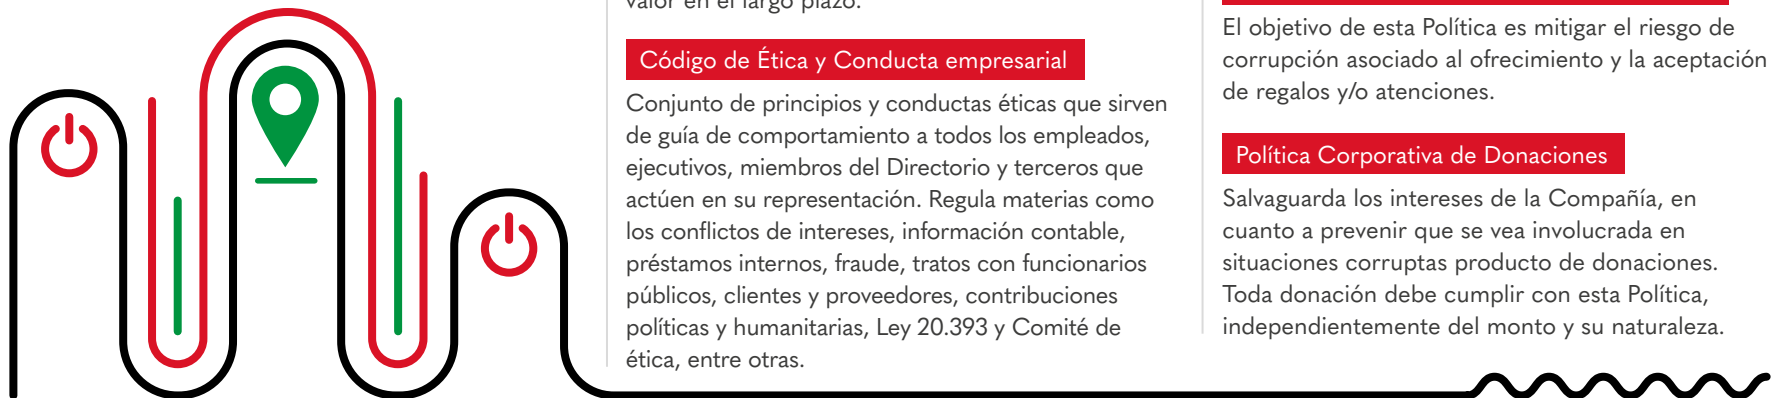 valor en el largo plazo.
Código de Ética y Conducta empresarial
Conjunto de principios y conductas éticas que sirven
de guía de comportamiento a todos los empleados,
ejecutivos, miembros del Directorio y terceros que
actúen en su representación. Regula materias como
los conflictos de intereses, información contable,
préstamos internos, fraude, tratos con funcionarios
públicos, clientes y proveedores, contribuciones
políticas y humanitarias, Ley 20.393 y Comité de
ética, entre otras.
El objetivo de esta Política es mitigar el riesgo de
corrupción asociado al ofrecimiento y la aceptación
de regalos y/o atenciones.
Política Corporativa de Donaciones
Salvaguarda los intereses de la Compañía, en
cuanto a prevenir que se vea involucrada en
situaciones corruptas producto de donaciones.
Toda donación debe cumplir con esta Política,
independientemente del monto y su naturaleza.